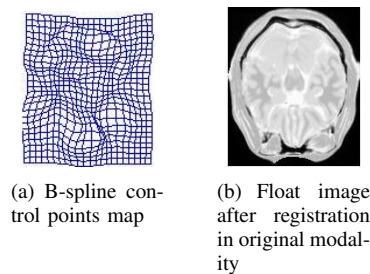 (a) B-spline con-
trol points map
(b) Float image
after registration
in original modal-
ity